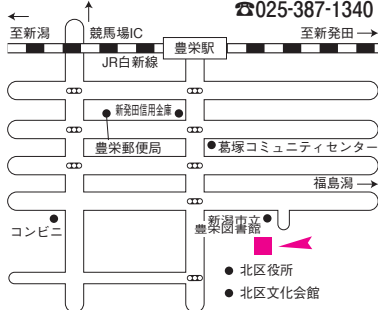 ☎025-387-1340
至新潟
競馬場IC
豊栄駅
至新発田
JR白新線
新発田信用金庫
豊栄郵便局
葛塚コミュニティセンター
福島潟
コンビニ
新潟市立
豊栄図書館
北区役所
北区文化会館